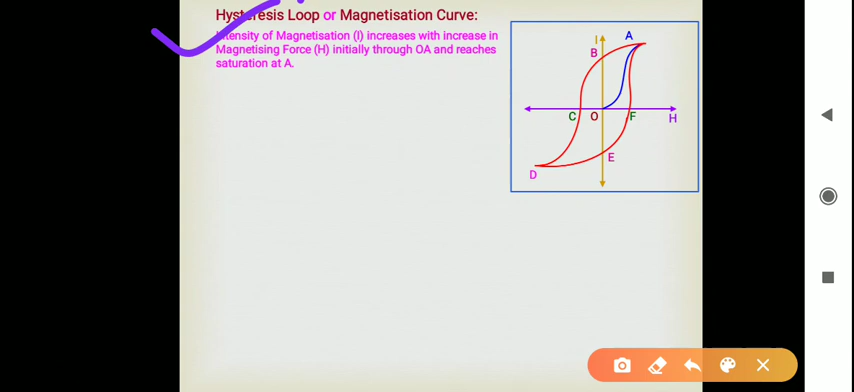 Hysteresis Loop or Magnetisation Curve:
Intensity of Magnetisation (I) increases with increase in
Magnetising Force (H) initially through OA and reaches
saturation at A.
I
A
B
C
O
F
H
E
D